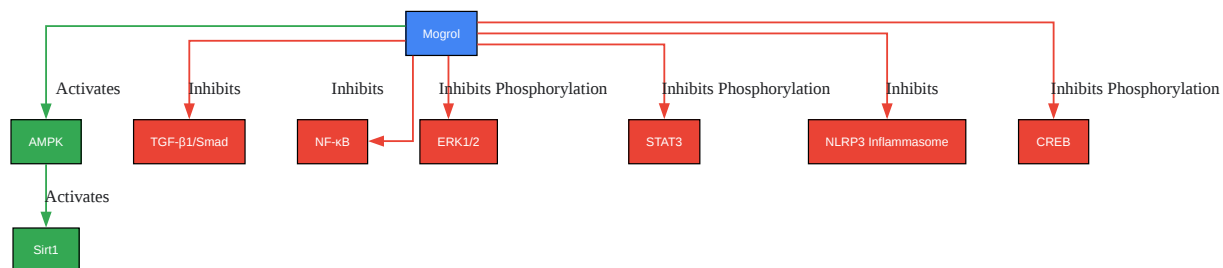 Mogrol
Activates
Inhibits
Inhibits
Inhibits Phosphorylation
Inhibits Phosphorylation
Inhibits
Inhibits Phosphorylation
AMPK
TGF-β1/Smad
NF-κB
ERK1/2
STAT3
NLRP3 Inflammasome
CREB
Activates
Sirt1